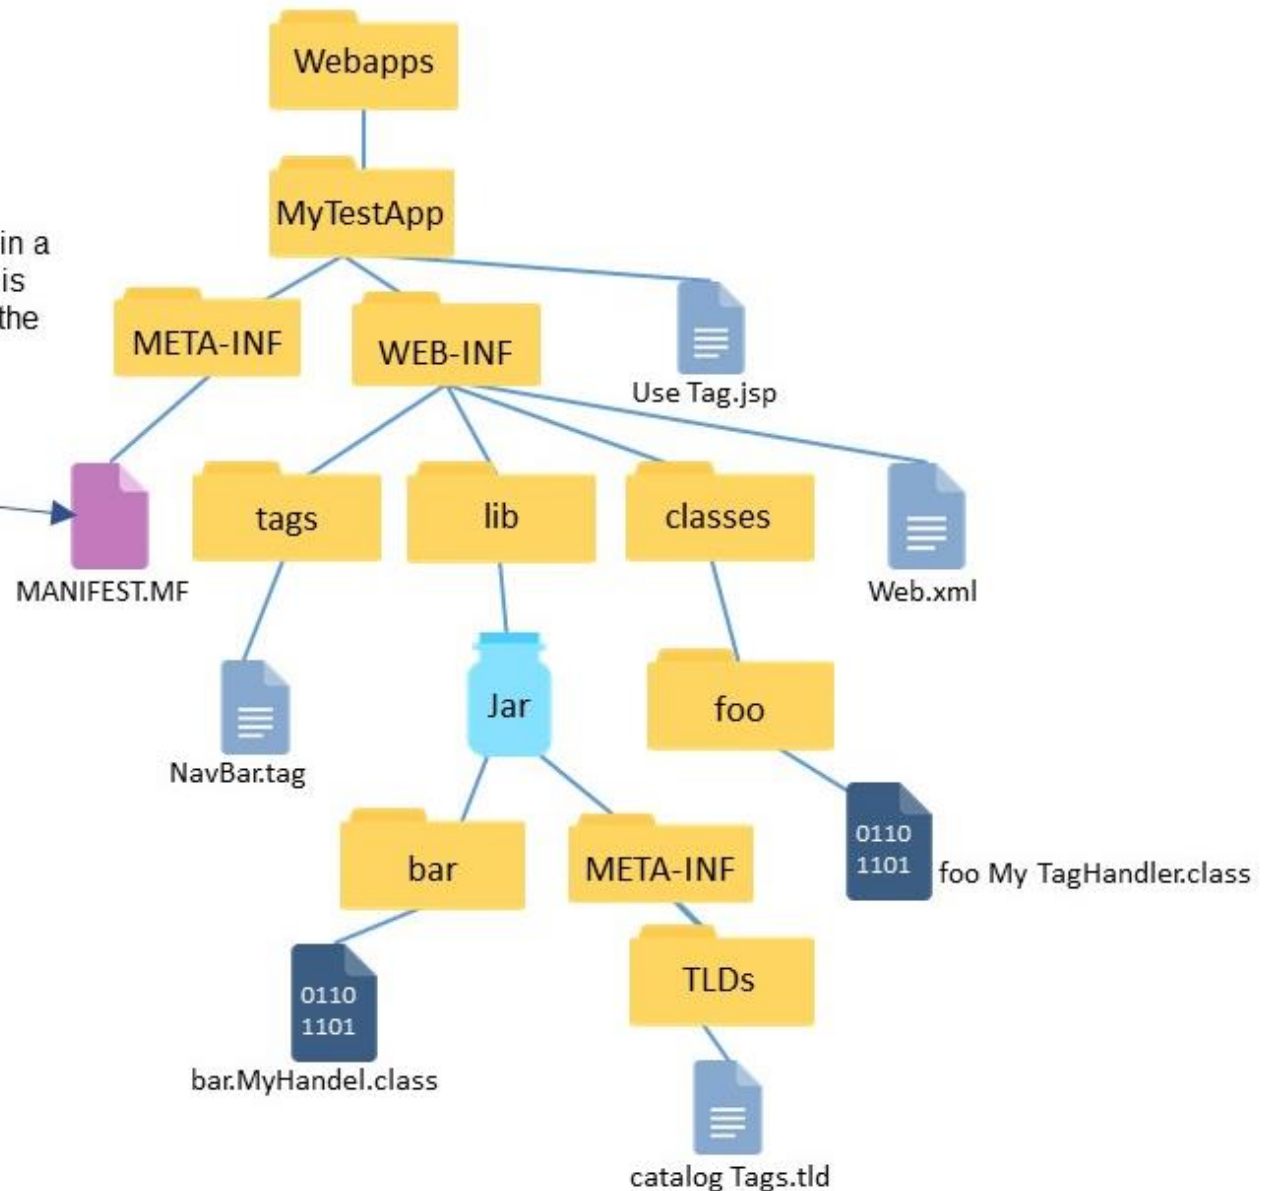 Webapps
MyTestApp
in a
is
the
META-INF
WEB-INF
Use Tag.jsp
tags
lib
classes
MANIFEST.MF
Web.xml
Jar
foo
NavBar.tag
bar
META-INF
0110
1101
foo My TagHandler.class
TLDs
0110
1101
bar.MyHandel.class
catalog Tags.tld